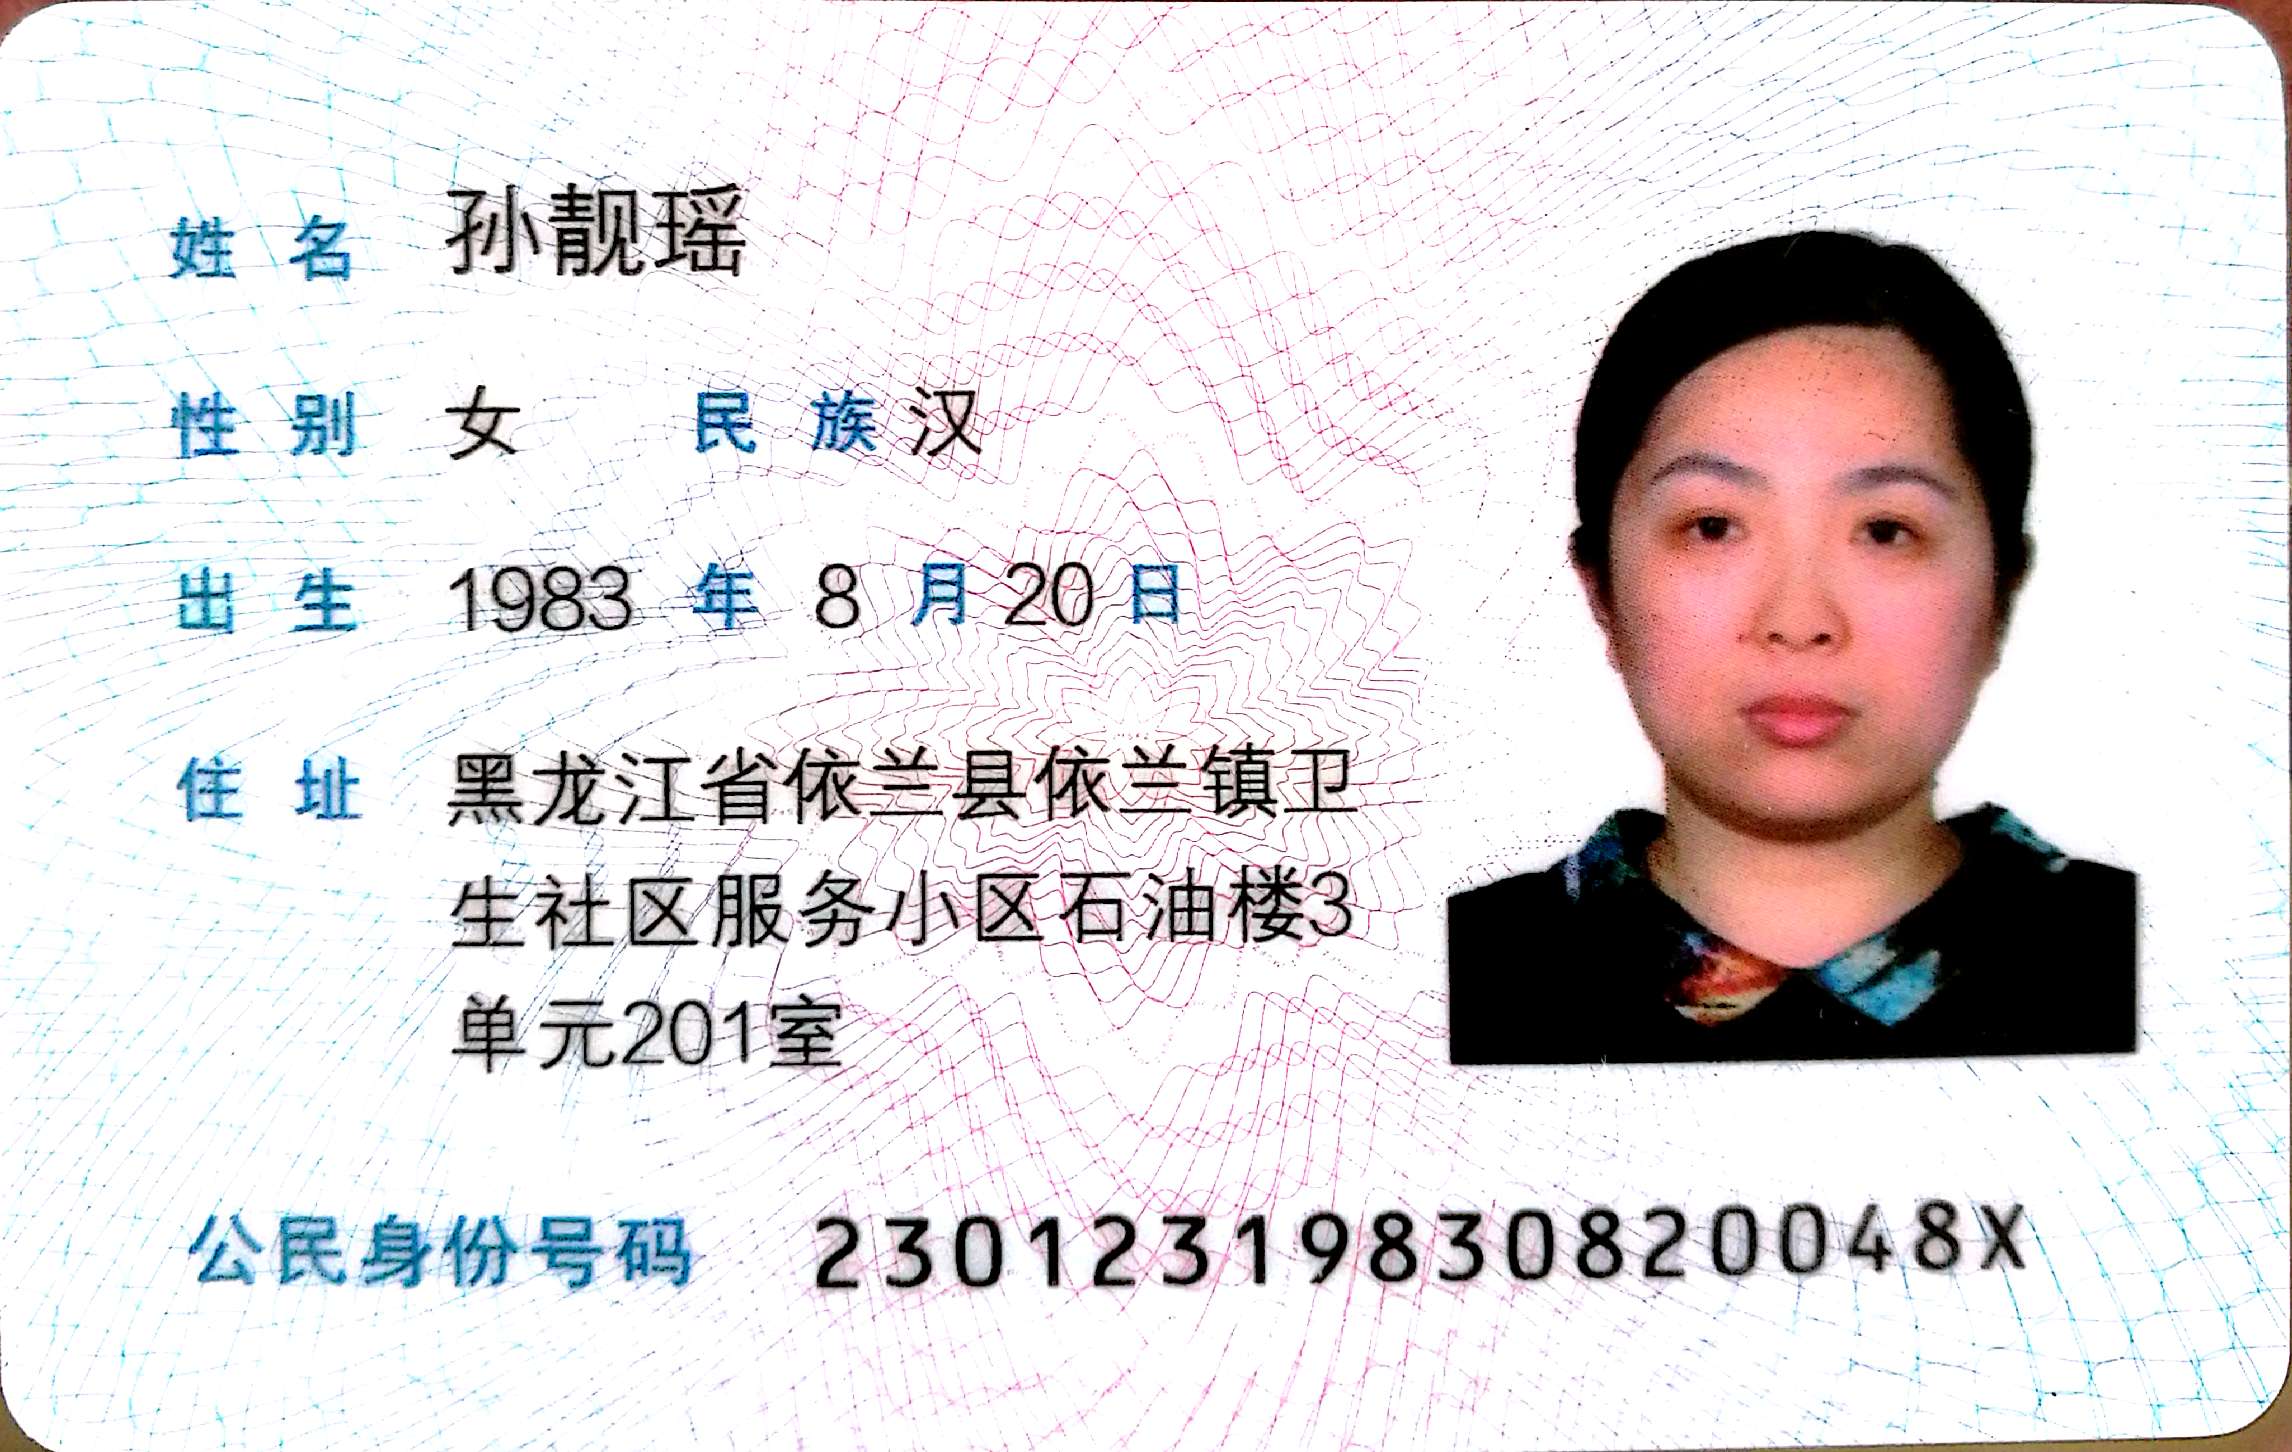 姓名 孙靓瑶
性别 女 民族 汉
出生 1983 年 8 月 20 日
住址 黑龙江省依兰县依兰镇卫
生社区服务小区石油楼3
单元201室
公民身份号码 23012319830820048X